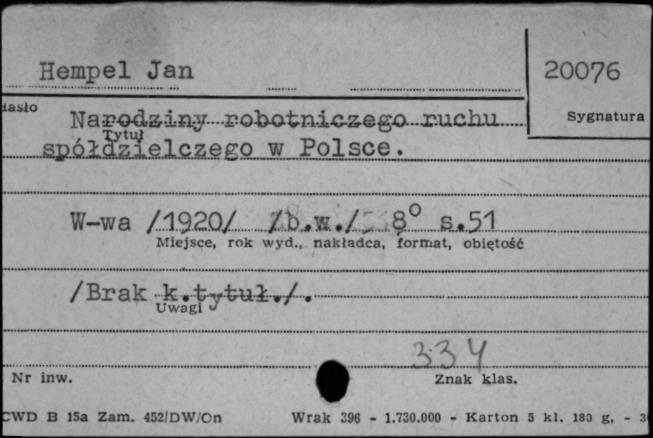 Hempel Jan
20076
Sygnatura
Narodziny robotniczego ruchu
Tytuł
spółdzielczego w Polsce.
W-wa /1920/ /b.w./ 8° s.51
Miejsce, rok wyd., nakładca, format, obiętość
/Brak k.tytuł./.
Uwagi
334
Nr inw.
Znak klas.
CWD B 15a Zam. 452/DW/On Wrak 396 - 1.730.000 - Karton 5 kl. 180 g, -